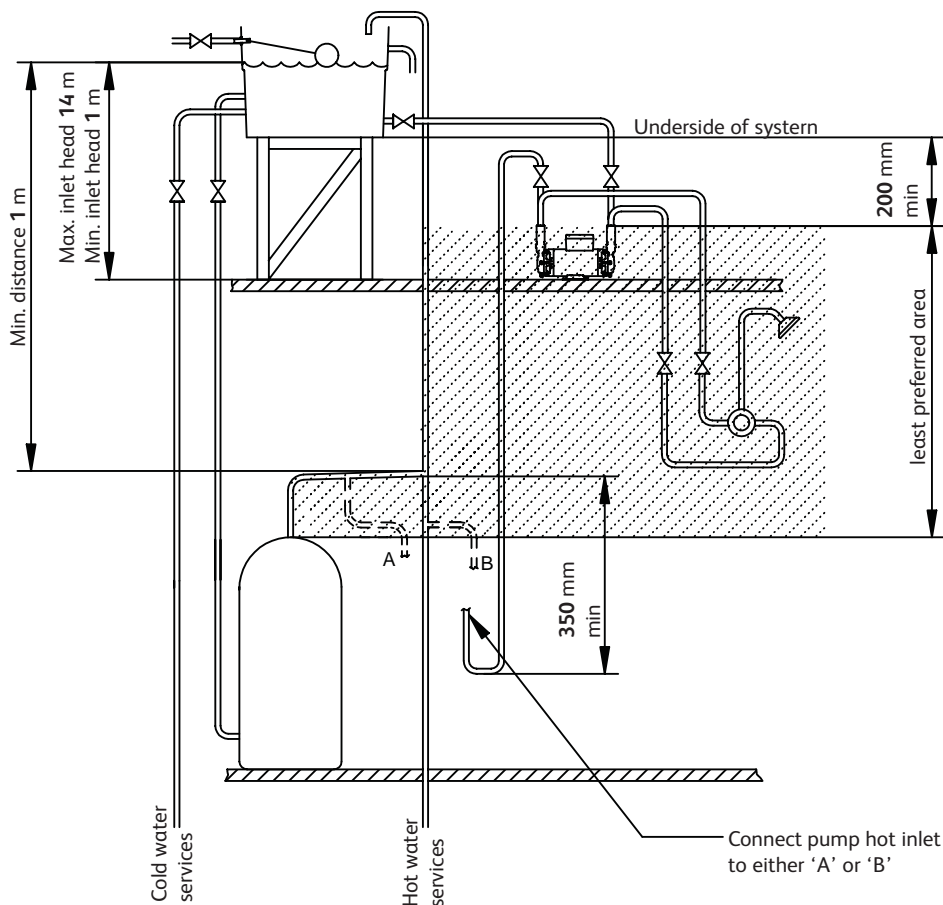 Underside of systern
Min. distance 1 m
Max. inlet head 14 m
Min. inlet head 1 m
200 mm
min
least preferred area
A
B
350 mm
min
Cold water
services
Hot water
services
Connect pump hot inlet
to either ‘A’ or ‘B’